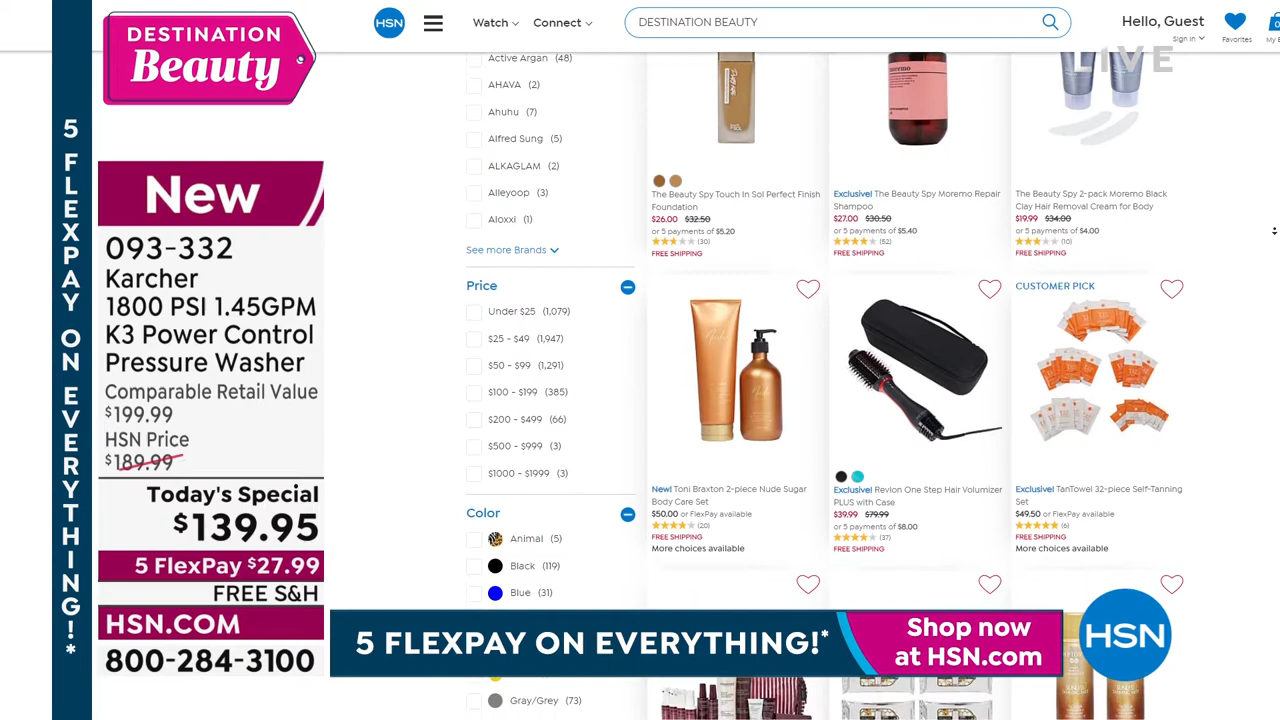 DESTINATION
Beauty
5 FLEXPAY ON EVERYTHING!*
New
093-332
Karcher
1800 PSI 1.45GPM
K3 Power Control
Pressure Washer
Comparable Retail Value
$199.99
HSN Price
$189.99
Today's Special
$139.95
5 FlexPay $27.99
FREE S&H
HSN.COM
800-284-3100
HSN
Watch
Connect
DESTINATION BEAUTY
Hello, Guest
Sign In
Favorites
LIVE
Active Argan (48)
AHAVA (2)
Ahuhu (7)
Alfred Sung (5)
ALKAGLAM (2)
Alleyoop (3)
Aloxxi (1)
See more Brands
Price
Under $25 (1,079)
$25 - $49 (1,947)
$50 - $99 (1,291)
$100 - $199 (385)
$200 - $499 (66)
$500 - $999 (3)
$1000 - $1999 (3)
Color
Animal (5)
Black (119)
Blue (31)
Gray/Grey (73)
The Beauty Spy Touch In Sol Perfect Finish
Foundation
$26.00 $32.50
or 5 payments of $5.20
(30)
FREE SHIPPING
Exclusive! The Beauty Spy Moremo Repair
Shampoo
$27.00 $30.50
or 5 payments of $5.40
(52)
FREE SHIPPING
The Beauty Spy 2-pack Moremo Black
Clay Hair Removal Cream for Body
$19.99 $34.00
or 5 payments of $4.00
(10)
FREE SHIPPING
New! Toni Braxton 2-piece Nude Sugar
Body Care Set
$50.00 or FlexPay available
(20)
FREE SHIPPING
More choices available
Exclusive! Revlon One Step Hair Volumizer
PLUS with Case
$39.99 $79.99
or 5 payments of $8.00
(37)
FREE SHIPPING
CUSTOMER PICK
Exclusive! TanTowel 32-piece Self-Tanning
Set
$49.50 or FlexPay available
(6)
FREE SHIPPING
More choices available
5 FLEXPAY ON EVERYTHING!*
Shop now
at HSN.com
HSN